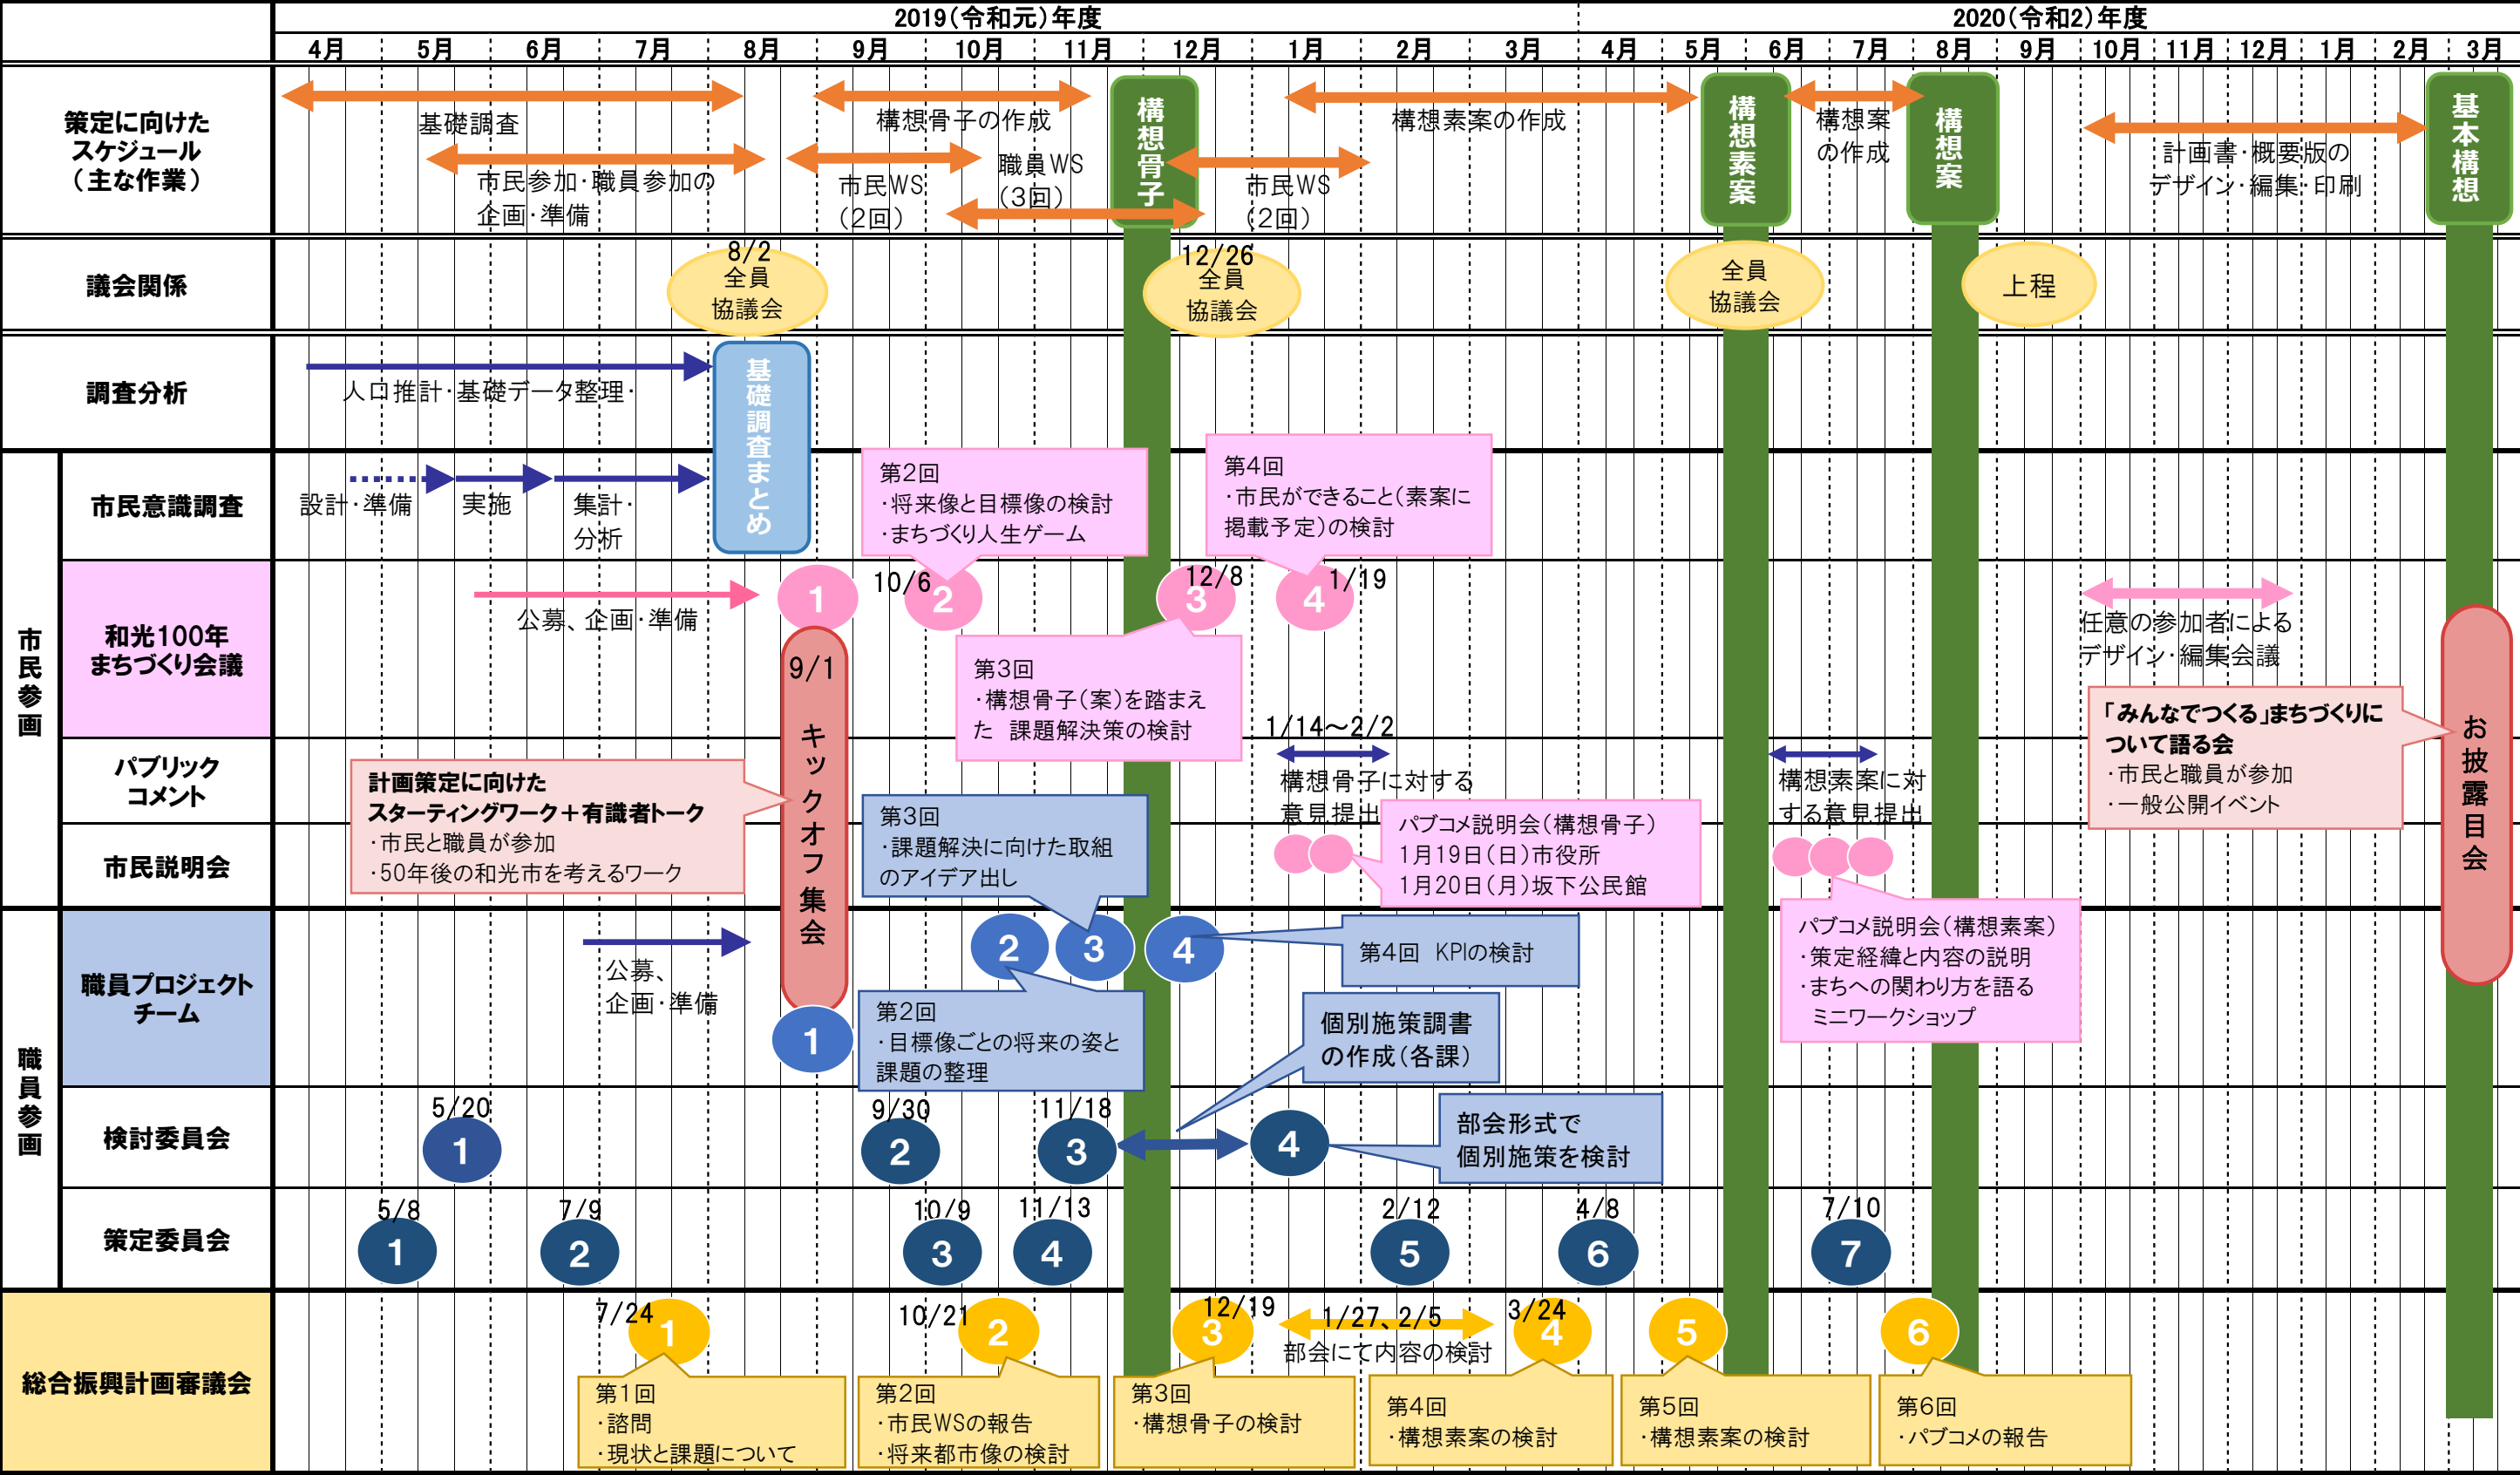 2019（令和元）年度
2020（令和2）年度
4月 5月 6月 7月 8月 9月 10月 11月 12月 1月 2月 3月 4月 5月 6月 7月 8月 9月 10月 11月 12月 1月 2月 3月
策定に向けた
スケジュール
（主な作業）
基礎調査
市民参加・職員参加の
企画・準備
構想骨子の作成
市民WS
（2回）
職員WS
（3回）
構想骨子
市民WS
（2回）
構想素案の作成
構想素案
構想案
の作成
構想案
計画書・概要版の
デザイン・編集・印刷
基本構想
議会関係
8/2
全員
協議会
12/26
全員
協議会
全員
協議会
上程
調査分析
人口推計・基礎データ整理・
基礎調査まとめ
市民参画
市民意識調査
設計・準備
実施
集計・
分析
第2回
・将来像と目標像の検討
・まちづくり人生ゲーム
第4回
・市民ができること（素案に
掲載予定）の検討
和光100年
まちづくり会議
公募、企画・準備
1
10/6
2
12/8
3
1/19
4
第3回
・構想骨子（案）を踏まえ
た　課題解決策の検討
任意の参加者による
デザイン・編集会議
9/1
キックオフ集会
「みんなでつくる」まちづくりに
ついて語る会
・市民と職員が参加
・一般公開イベント
お披露目会
パブリック
コメント
計画策定に向けた
スターティングワーク＋有識者トーク
・市民と職員が参加
・50年後の和光市を考えるワーク
1/14～2/2
構想骨子に対する
意見提出
構想素案に対
する意見提出
市民説明会
パブコメ説明会（構想骨子）
1月19日（日）市役所
1月20日（月）坂下公民館
パブコメ説明会（構想素案）
・策定経緯と内容の説明
・まちへの関わり方を語る
ミニワークショップ
職員参画
職員プロジェクト
チーム
公募、
企画・準備
第3回
・課題解決に向けた取組
のアイデア出し
1
2
3
4
第4回　KPIの検討
第2回
・目標像ごとの将来の姿と
課題の整理
個別施策調書
の作成（各課）
検討委員会
5/20
1
9/30
2
11/18
3
4
部会形式で
個別施策を検討
策定委員会
5/8
1
7/9
2
10/9
3
11/13
4
2/12
5
4/8
6
7/10
7
総合振興計画審議会
7/24
1
10/21
2
12/19
3
1/27、2/5
部会にて内容の検討
3/24
4
5
6
第1回
・諮問
・現状と課題について
第2回
・市民WSの報告
・将来都市像の検討
第3回
・構想骨子の検討
第4回
・構想素案の検討
第5回
・構想素案の検討
第6回
・パブコメの報告